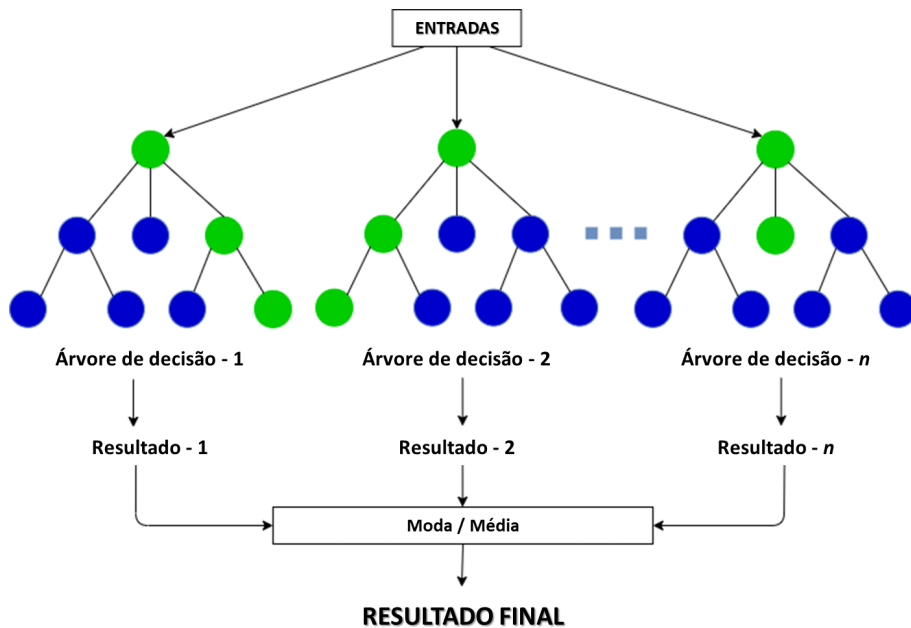 ENTRADAS
Árvore de decisão - 1
Árvore de decisão - 2
Árvore de decisão - n
Resultado - 1
Resultado - 2
Resultado - n
Moda / Média
RESULTADO FINAL